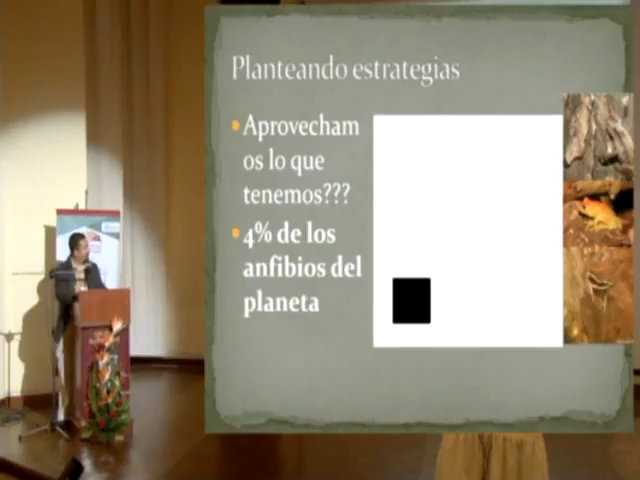 Planteando estrategias
•Aprovecham
os lo que
tenemos???
•4% de los
anfibios del
planeta